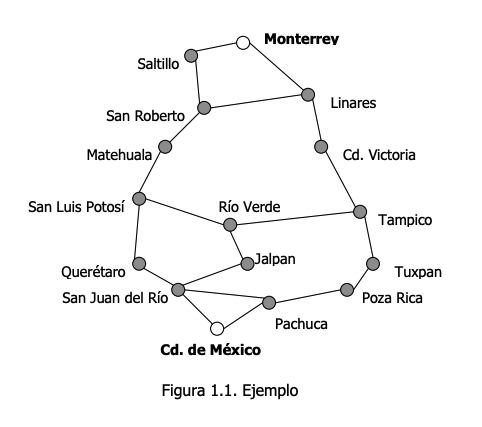 Monterrey
Saltillo
Linares
San Roberto
Matehuala
Cd. Victoria
San Luis Potosí
Río Verde
Tampico
Jalpan
Querétaro
Tuxpan
San Juan del Río
Poza Rica
Pachuca
Cd. de México
Figura 1.1. Ejemplo